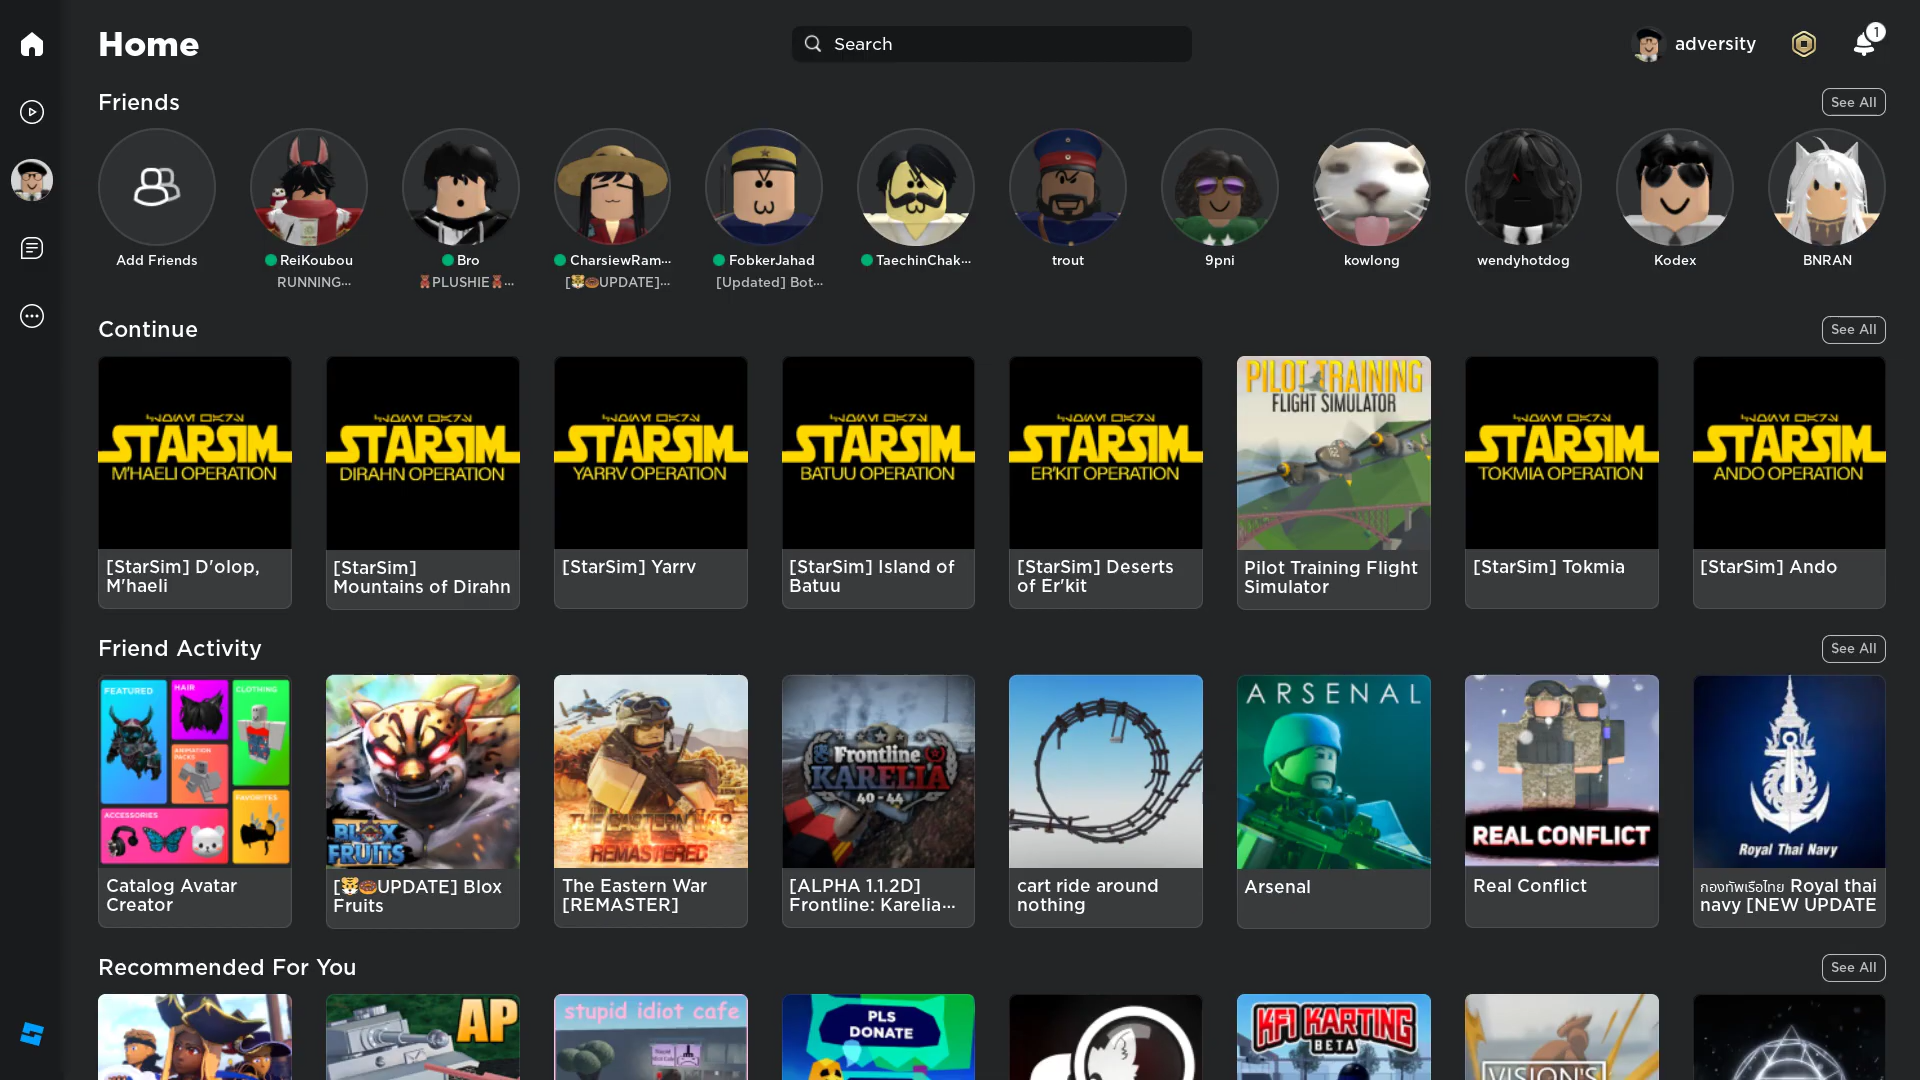 Home
Search
adversity
1
Friends
See All
Add Friends
ReiKoubou
RUNNING...
Bro
🧸PLUSHIE🧸...
CharsiewRam...
[🐯🍩UPDATE]...
FobkerJahad
[Updated] Bot...
TaechinChak...
trout
9pni
kowlong
wendyhotdog
Kodex
BNRAN
Continue
See All
STARSIM
M'HAELI OPERATION
STARSIM
DIRAHN OPERATION
STARSIM
YARRV OPERATION
STARSIM
BATUU OPERATION
STARSIM
ER'KIT OPERATION
PILOT TRAINING
FLIGHT SIMULATOR
STARSIM
TOKMIA OPERATION
STARSIM
ANDO OPERATION
[StarSim] D'olop,
M'haeli
[StarSim]
Mountains of Dirahn
[StarSim] Yarrv
[StarSim] Island of
Batuu
[StarSim] Deserts
of Er'kit
Pilot Training Flight
Simulator
[StarSim] Tokmia
[StarSim] Ando
Friend Activity
See All
FEATURED
HAIR
CLOTHING
ANIMATION
PACKS
FAVORITES
ACCESSORIES
BLOX
FRUITS
THE EASTERN WAR
REMASTERED
Frontline
KARELIA
40-44
ARSENAL
REAL CONFLICT
Royal Thai Navy
Catalog Avatar
Creator
[🐯🍩UPDATE] Blox
Fruits
The Eastern War
[REMASTER]
[ALPHA 1.1.2D]
Frontline: Karelia...
cart ride around
nothing
Arsenal
Real Conflict
กองทัพเรือไทย Royal thai
navy [NEW UPDATE
Recommended For You
See All
AP
stupid idiot cafe
PLS
DONATE
KF1 KARTING
BETA
VISION'S